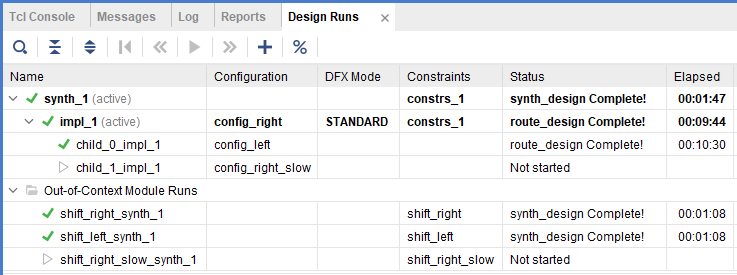 Tcl Console Messages Log Reports Design Runs ×
Name Configuration DFX Mode Constraints Status Elapsed
synth_1 (active) constrs_1 synth_design Complete! 00:01:47
impl_1 (active) config_right STANDARD constrs_1 route_design Complete! 00:09:44
child_0_impl_1 config_left route_design Complete! 00:10:30
child_1_impl_1 config_right_slow Not started
Out-of-Context Module Runs
shift_right_synth_1 shift_right synth_design Complete! 00:01:08
shift_left_synth_1 shift_left synth_design Complete! 00:01:08
shift_right_slow_synth_1 shift_right_slow Not started